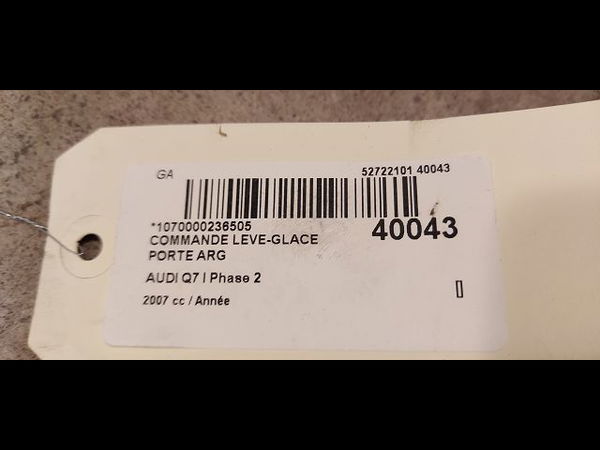 GA 52722101 40043
*1070000236505 40043
COMMANDE LEVE-GLACE
PORTE ARG
AUDI Q7 I Phase 2
2007 cc / Année